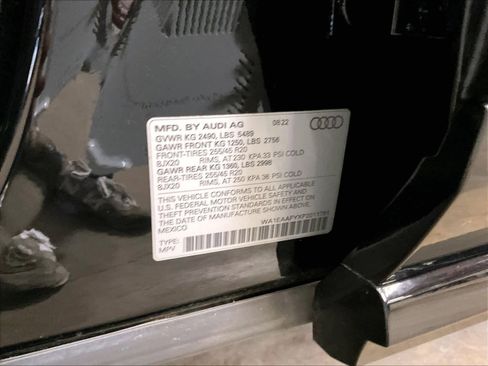 MFD. BY AUDI AG 08.22
GVWR KG 2490, LBS 5489
GAWR FRONT KG 1250, LBS 2756
FRONT-TIRES 255/45 R20
8JX20 RIMS, AT 230 KPA 33 PSI COLD
GAWR REAR KG 1360, LBS 2998
REAR-TIRES 255/45 R20
8JX20 RIMS, AT 250 KPA 36 PSI COLD
THIS VEHICLE CONFORMS TO ALL APPLICABLE
U.S. FEDERAL MOTOR VEHICLE SAFETY AND
THEFT PREVENTION STANDARDS IN EFFECT ON
THE DATE OF MANUFACTURE SHOWN ABOVE.
MEXICO
TYPE:
MPV